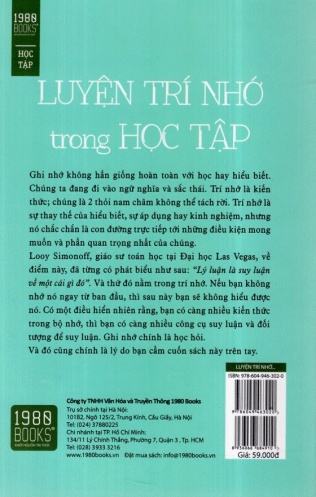 1980
BOOKS
HỌC
TẬP
LUYỆN TRÍ NHỚ
trong HỌC TẬP
Ghi nhớ không hẳn giống hoàn toàn với học hay hiểu biết.
Chúng ta đang đi vào ngữ nghĩa và sắc thái. Trí nhớ là kiến
thức; chúng là 2 thỏi nam châm không thể tách rời. Trí nhớ là
sự thay thế của hiểu biết, sự áp dụng hay kinh nghiệm, nhưng
nó chắc chắn là con đường trực tiếp tới những điều kiện mong
muốn và phần quan trọng nhất của chúng.
Looy Simonoff, giáo sư toán học tại Đại học Las Vegas, về
điểm này, đã từng có phát biểu như sau: "Lý luận là suy luận
về một cái gì đó". Và thứ đó nằm trong trí nhớ. Nếu bạn không
nhớ nó ngay từ ban đầu, thì sau này bạn sẽ không hiểu được
nó. Có một điều hiển nhiên rằng, bạn có càng nhiều kiến thức
trong bộ nhớ, thì bạn có càng nhiều công cụ suy luận và đối
tượng để suy luận. Ghi nhớ chính là học hỏi.
Và đó cũng chính là lý do bạn cầm cuốn sách này trên tay.
1980
BOOKS
Công ty TNHH Văn Hóa và Truyền Thông 1980 Books
Trụ sở chính tại Hà Nội:
101B2, Ngõ 125/2, Trung Kính, Cầu Giấy, Hà Nội
Tel: (024) 37880225
Chi nhánh tại TP. Hồ Chí Minh:
134/11 Lý Chính Thắng, Phường 7, Quận 3 , Tp. HCM
Tel: (028) 3933 3216
www.1980books.vn Đặt mua sách: info@1980books.vn
LUYỆN TRÍ NHỚ...
ISBN: 978-604-946-302-0
9 786049 463020
8 936066 684910
Giá: 59.000đ